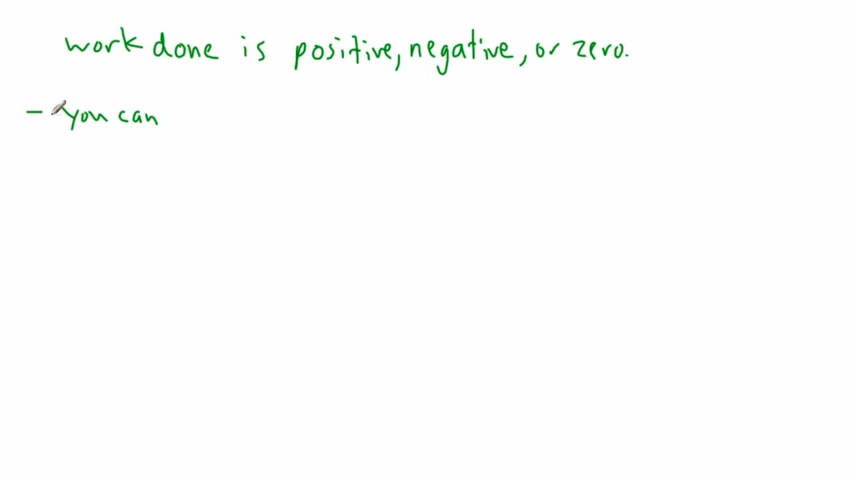 work done is positive, negative, or zero.
- you can